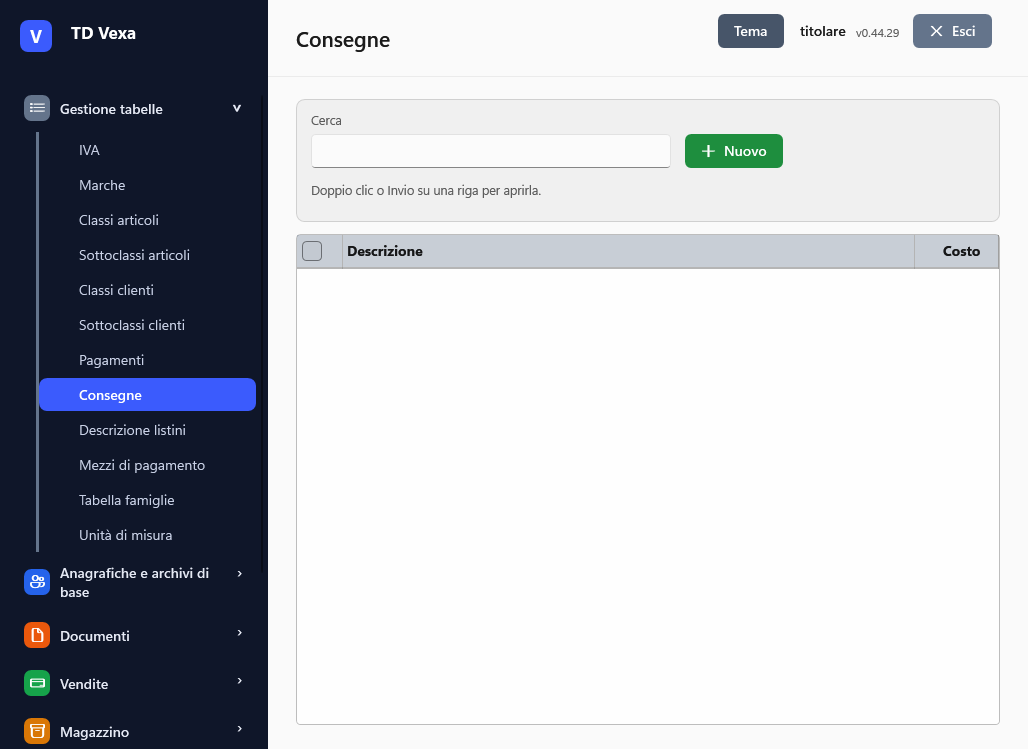 V
TD Vexa
Gestione tabelle
IVA
Marche
Classi articoli
Sottoclassi articoli
Classi clienti
Sottoclassi clienti
Pagamenti
Consegne
Descrizione listini
Mezzi di pagamento
Tabella famiglie
Unità di misura
Anagrafiche e archivi di
base
Documenti
Vendite
Magazzino
Consegne
Tema
titolare
v0.44.29
Esci
Cerca
Nuovo
Doppio clic o Invio su una riga per aprirla.
Descrizione
Costo